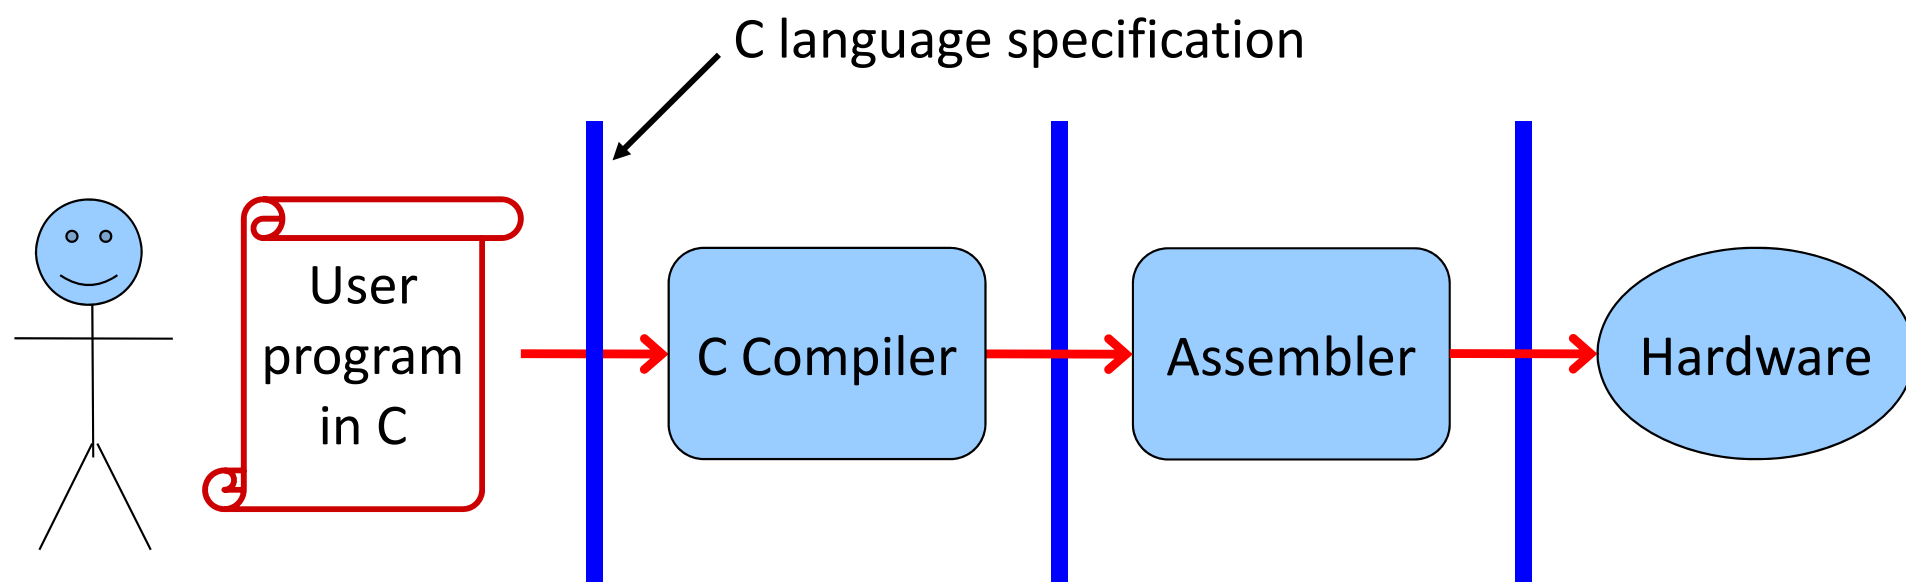 C language specification
User
program
in C
C Compiler
Assembler
Hardware